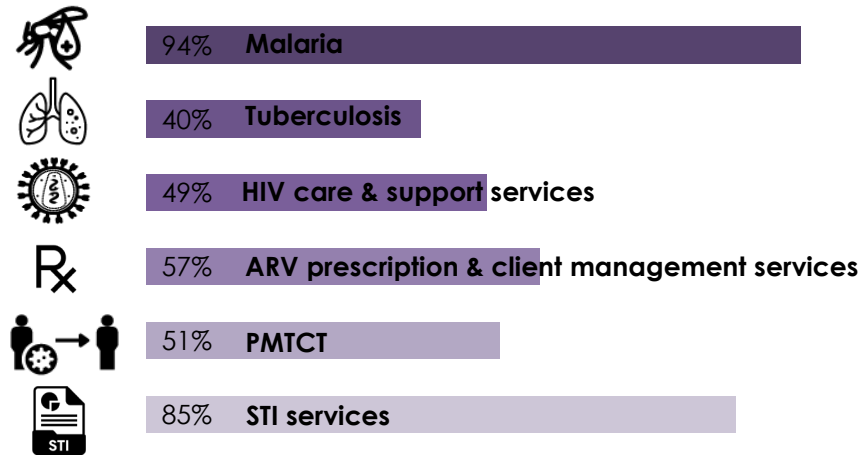 94% Malaria
40% Tuberculosis
49% HIV care & support services
℞
57% ARV prescription & client management services
51% PMTCT
85% STI services
STI